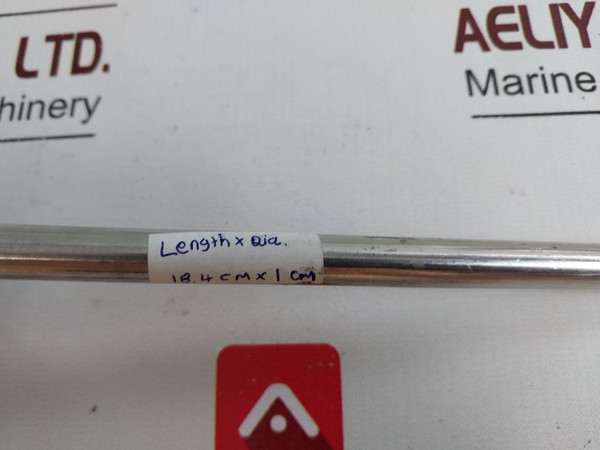 LTD.
hinery
AELIY
Marine
Length x Dia.
18.4 cm x 1 cm